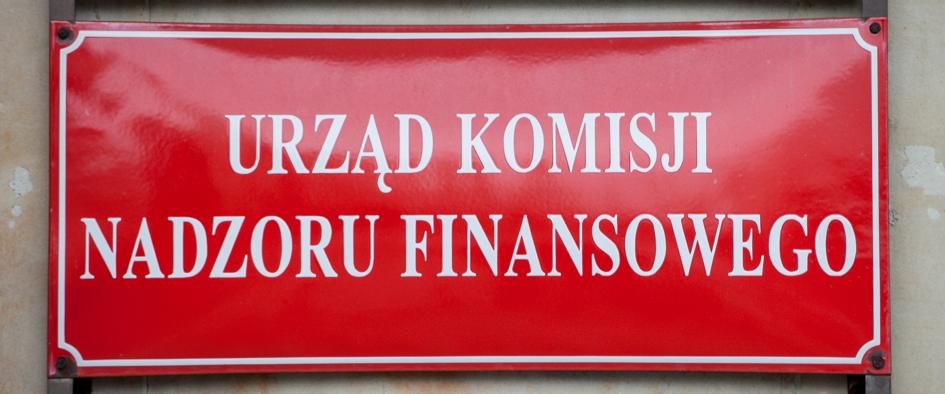 URZĄD KOMISJI
NADZORU FINANSOWEGO